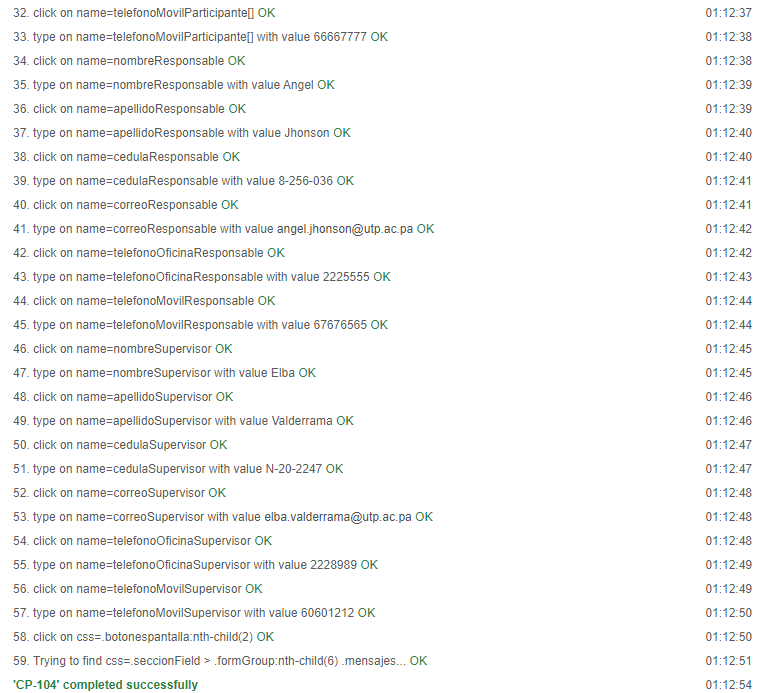 32. click on name=telefonoMovilParticipante[] OK 01:12:37
33. type on name=telefonoMovilParticipante[] with value 66667777 OK 01:12:38
34. click on name=nombreResponsable OK 01:12:38
35. type on name=nombreResponsable with value Angel OK 01:12:39
36. click on name=apellidoResponsable OK 01:12:39
37. type on name=apellidoResponsable with value Jhonson OK 01:12:40
38. click on name=cedulaResponsable OK 01:12:40
39. type on name=cedulaResponsable with value 8-256-036 OK 01:12:41
40. click on name=correoResponsable OK 01:12:41
41. type on name=correoResponsable with value angel.jhonson@utp.ac.pa OK 01:12:42
42. click on name=telefonoOficinaResponsable OK 01:12:42
43. type on name=telefonoOficinaResponsable with value 2225555 OK 01:12:43
44. click on name=telefonoMovilResponsable OK 01:12:44
45. type on name=telefonoMovilResponsable with value 67676565 OK 01:12:44
46. click on name=nombreSupervisor OK 01:12:45
47. type on name=nombreSupervisor with value Elba OK 01:12:45
48. click on name=apellidoSupervisor OK 01:12:46
49. type on name=apellidoSupervisor with value Valderrama OK 01:12:46
50. click on name=cedulaSupervisor OK 01:12:47
51. type on name=cedulaSupervisor with value N-20-2247 OK 01:12:47
52. click on name=correoSupervisor OK 01:12:48
53. type on name=correoSupervisor with value elba.valderrama@utp.ac.pa OK 01:12:48
54. click on name=telefonoOficinaSupervisor OK 01:12:48
55. type on name=telefonoOficinaSupervisor with value 2228989 OK 01:12:49
56. click on name=telefonoMovilSupervisor OK 01:12:49
57. type on name=telefonoMovilSupervisor with value 60601212 OK 01:12:50
58. click on css=.botonespantalla:nth-child(2) OK 01:12:50
59. Trying to find css=.seccionField > .formGroup:nth-child(6) .mensajes... OK 01:12:51
'CP-104' completed successfully 01:12:54